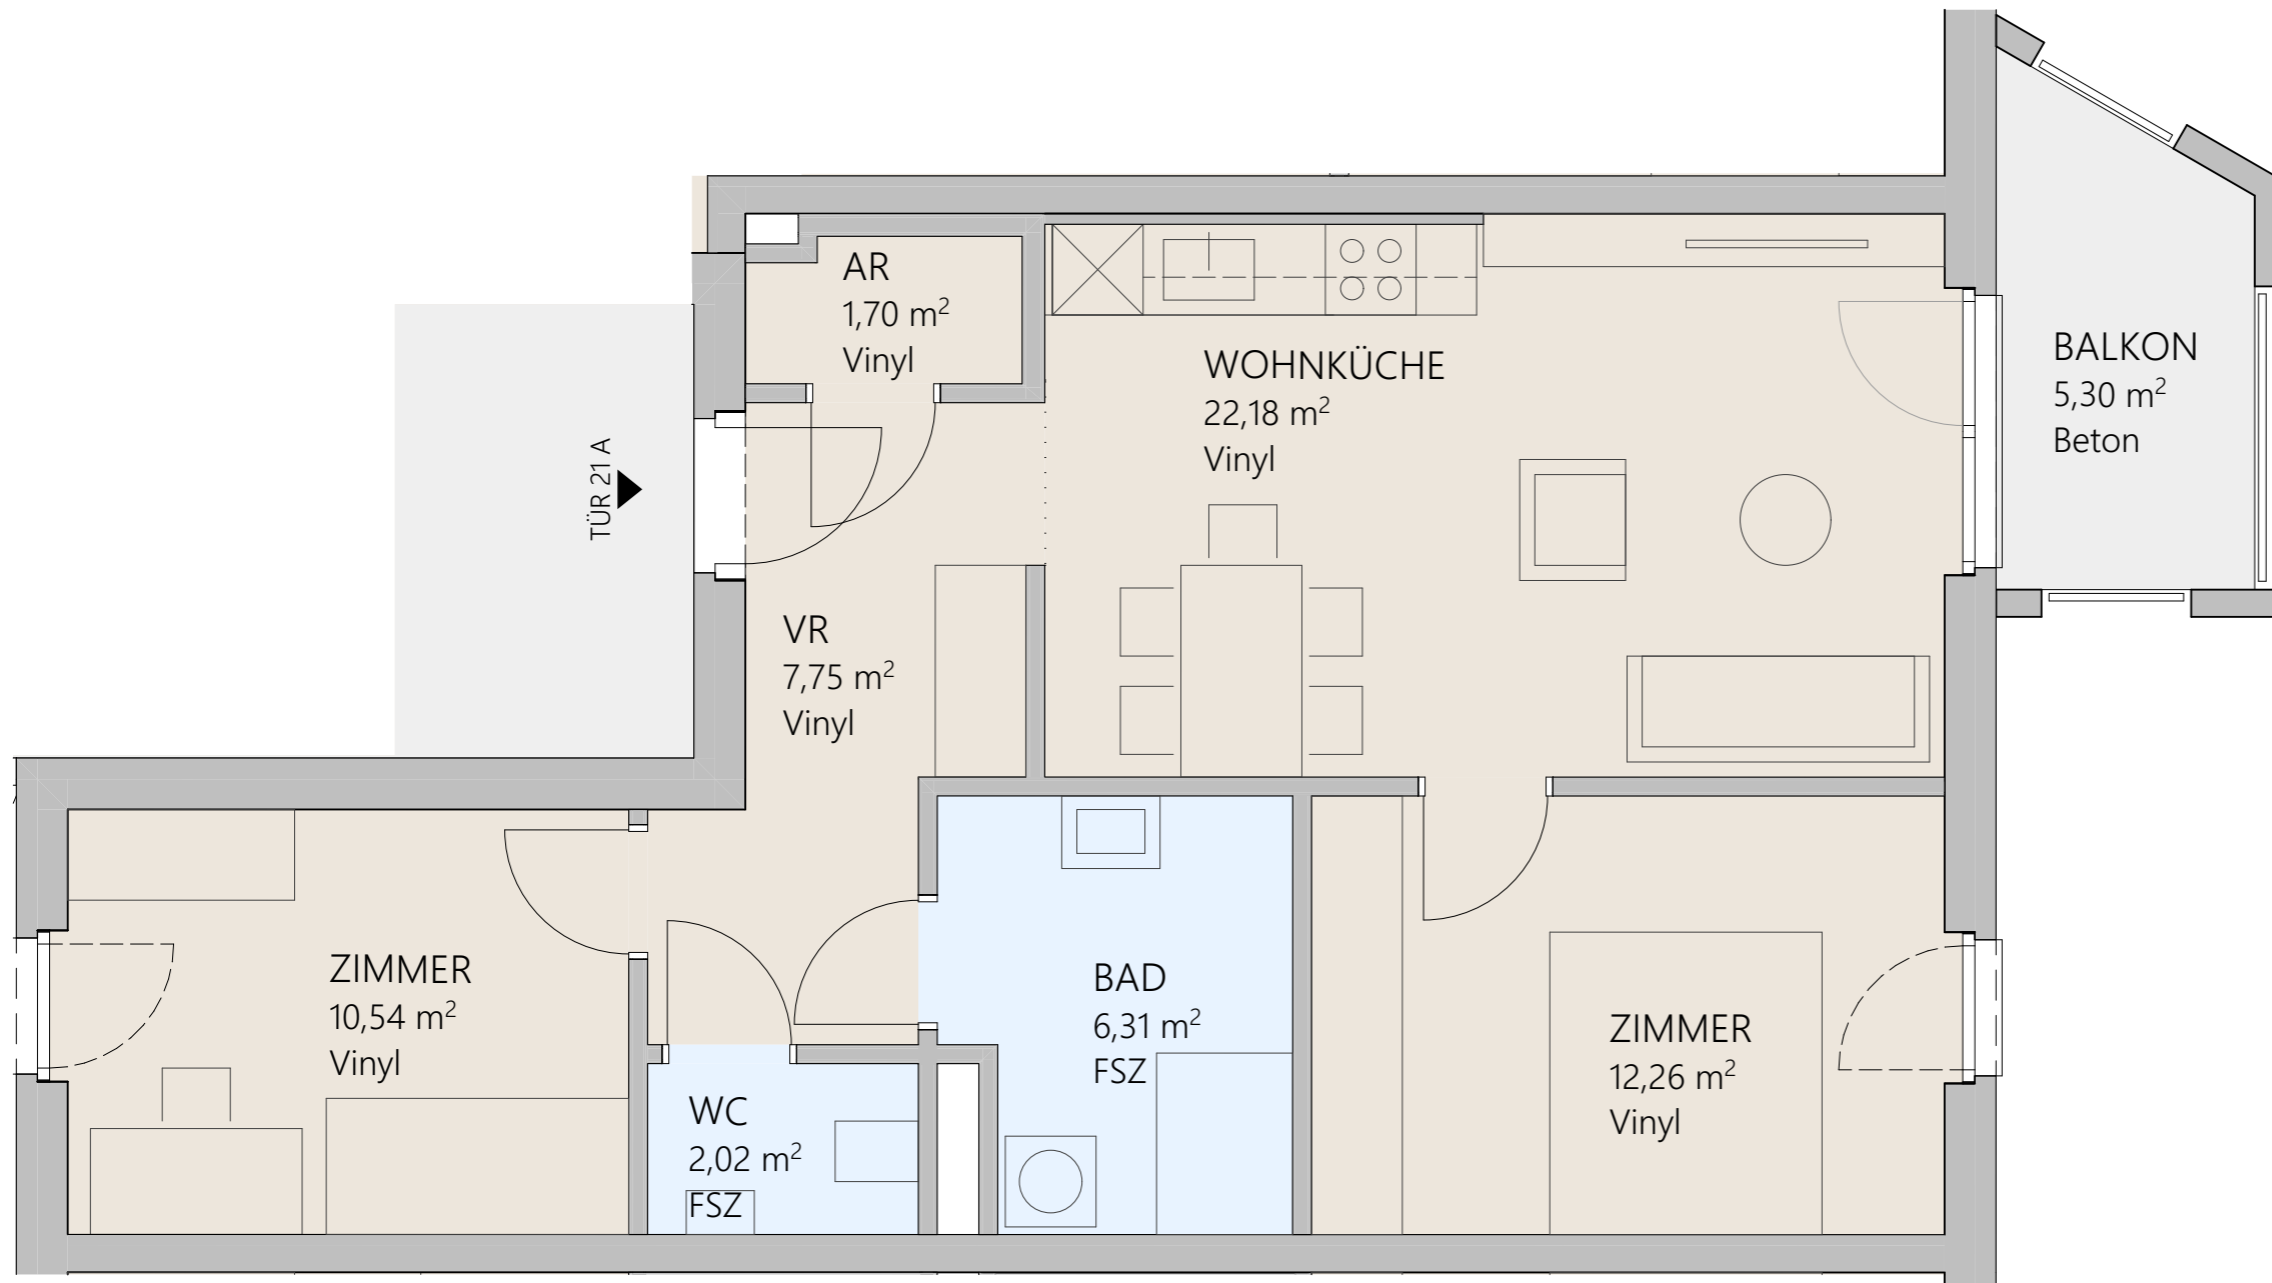 AR
1,70 m²
Vinyl
WOHNKÜCHE
22,18 m²
Vinyl
BALKON
5,30 m²
Beton
TÜR 21 A
VR
7,75 m²
Vinyl
ZIMMER
10,54 m²
Vinyl
BAD
6,31 m²
FSZ
ZIMMER
12,26 m²
Vinyl
WC
2,02 m²
FSZ